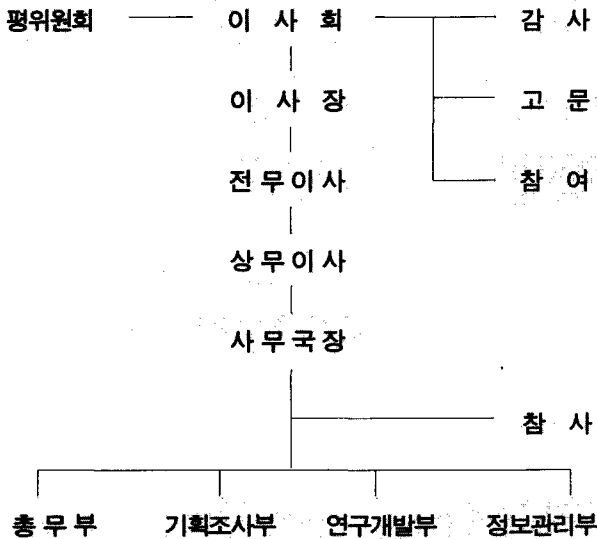 평위원회 이 사 회 감 사
이 사 장 고 문
전무이사 참 여
상무이사
사무국장
참 사
총무부 기획조사부 연구개발부 정보관리부